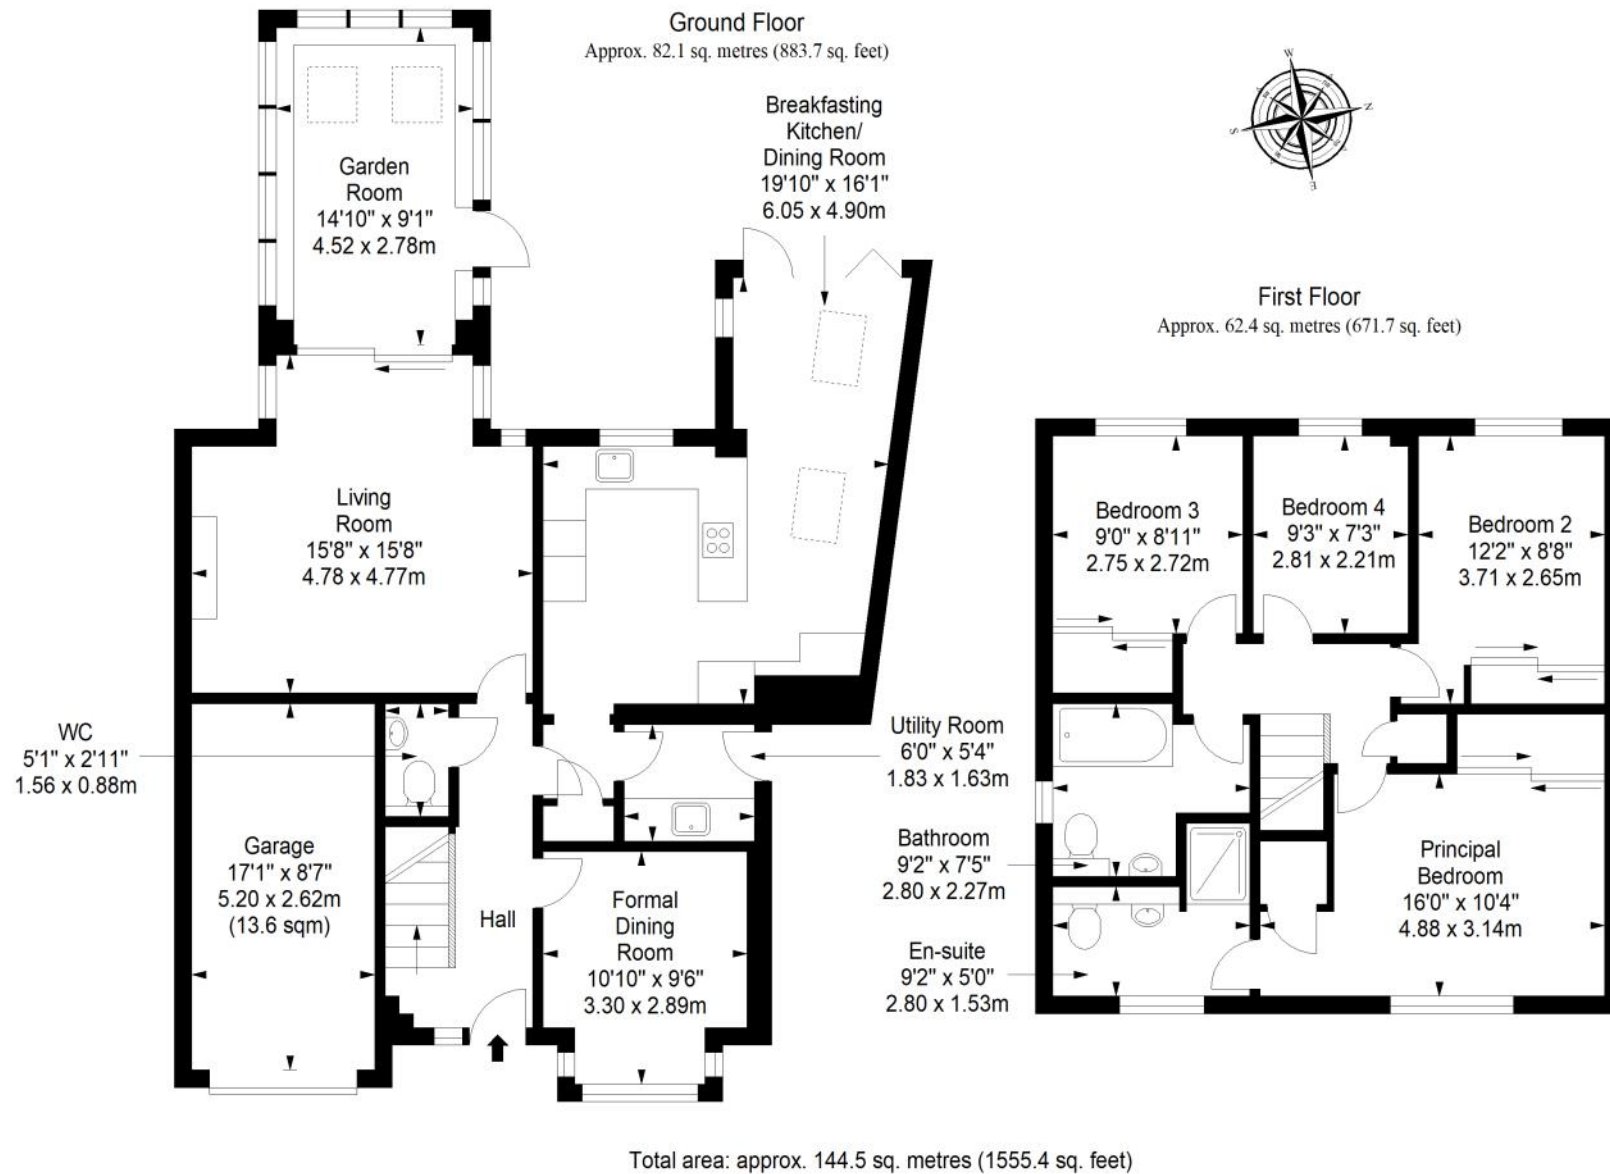 Ground Floor
Approx. 82.1 sq. metres (883.7 sq. feet)
Breakfasting
Kitchen/
Dining Room
19'10" x 16'1"
6.05 x 4.90m
W
N
S
E
Garden
Room
14'10" x 9'1"
4.52 x 2.78m
First Floor
Approx. 62.4 sq. metres (671.7 sq. feet)
Living
Room
15'8" x 15'8"
4.78 x 4.77m
Bedroom 3
9'0" x 8'11"
2.75 x 2.72m
Bedroom 4
9'3" x 7'3"
2.81 x 2.21m
Bedroom 2
12'2" x 8'8"
3.71 x 2.65m
WC
5'1" x 2'11"
1.56 x 0.88m
Utility Room
6'0" x 5'4"
1.83 x 1.63m
Garage
17'1" x 8'7"
5.20 x 2.62m
(13.6 sqm)
Hall
Formal
Dining
Room
10'10" x 9'6"
3.30 x 2.89m
Bathroom
9'2" x 7'5"
2.80 x 2.27m
En-suite
9'2" x 5'0"
2.80 x 1.53m
Principal
Bedroom
16'0" x 10'4"
4.88 x 3.14m
Total area: approx. 144.5 sq. metres (1555.4 sq. feet)